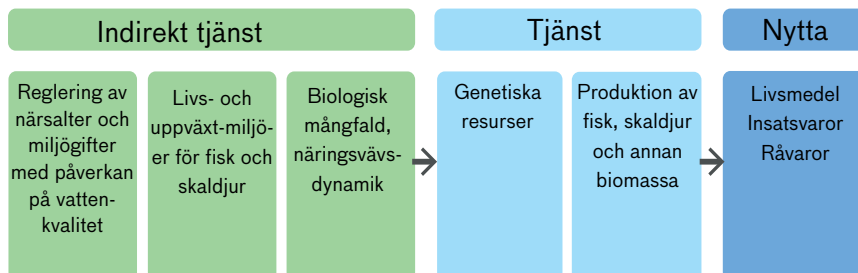 Indirekt tjänst
Tjänst
Nytta
Reglering av
närsalter och
miljögifter
med påverkan
på vatten-
kvalitet
Livs- och
uppväxt-miljö-
er för fisk och
skaldjur
Biologisk
mångfald,
näringsvävs-
dynamik
Genetiska
resurser
Produktion av
fisk, skaldjur
och annan
biomassa
Livsmedel
Insatsvaror
Råvaror